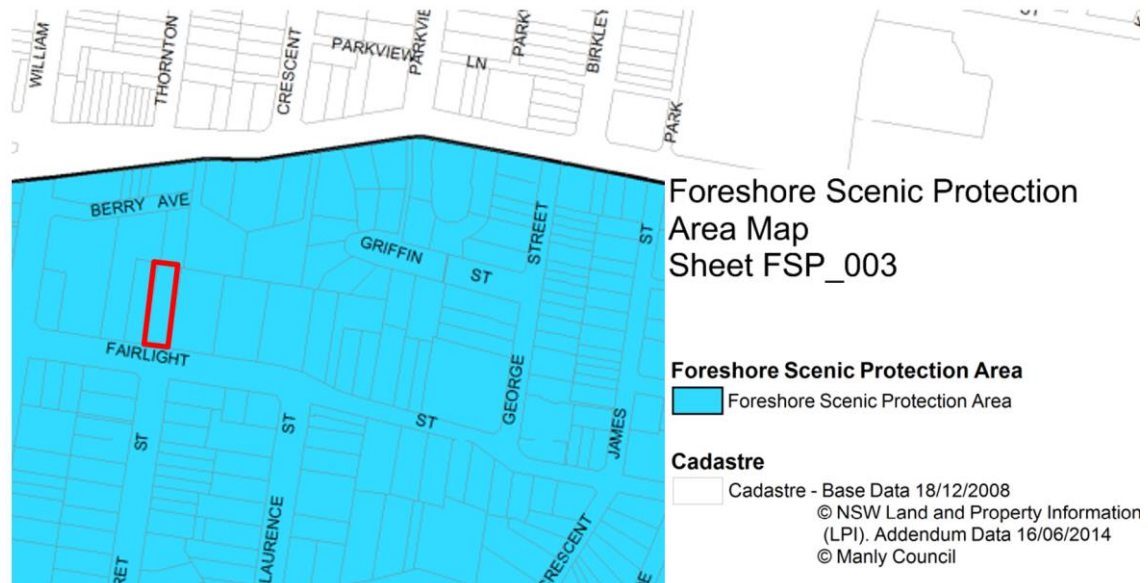 WILLIAM
THORNTON
CRESCENT
PARKVIEW
LN
PARKVIEW
PARKV
BIRKLEY
PARK
BERRY AVE
GRIFFIN
ST
STREET
ST
FAIRLIGHT
ST
GEORGE
JAMES
ST
ST
LAURENCE
RET
CRESCENT
Foreshore Scenic Protection
Area Map
Sheet FSP_003
Foreshore Scenic Protection Area
Foreshore Scenic Protection Area
Cadastre
Cadastre - Base Data 18/12/2008
© NSW Land and Property Information
(LPI). Addendum Data 16/06/2014
© Manly Council